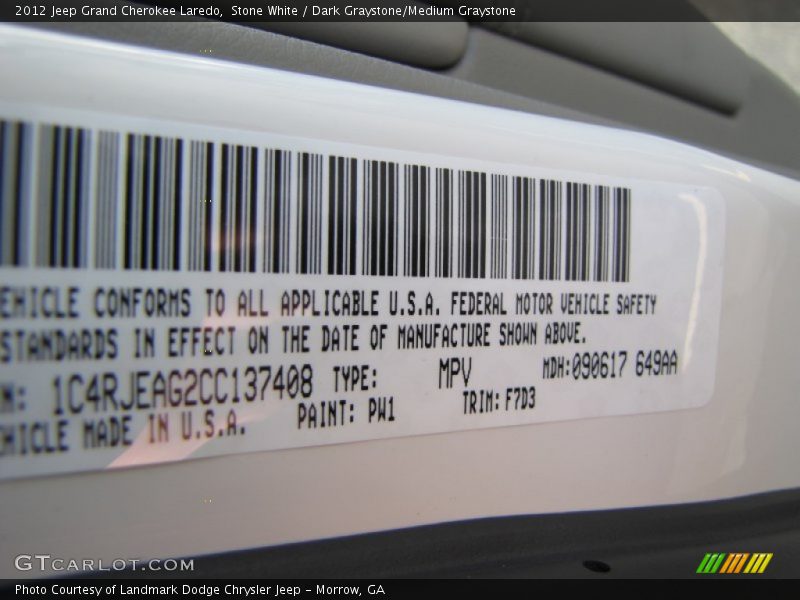 2012 Jeep Grand Cherokee Laredo, Stone White / Dark Graystone/Medium Graystone
EHICLE CONFORMS TO ALL APPLICABLE U.S.A. FEDERAL MOTOR VEHICLE SAFETY
STANDARDS IN EFFECT ON THE DATE OF MANUFACTURE SHOWN ABOVE.
N: 1C4RJEAG2CC137408 TYPE: MPV MDH:090617 649AA
HICLE MADE IN U.S.A. PAINT: PW1 TRIM: F7D3
GTCARLOT.COM
Photo Courtesy of Landmark Dodge Chrysler Jeep - Morrow, GA